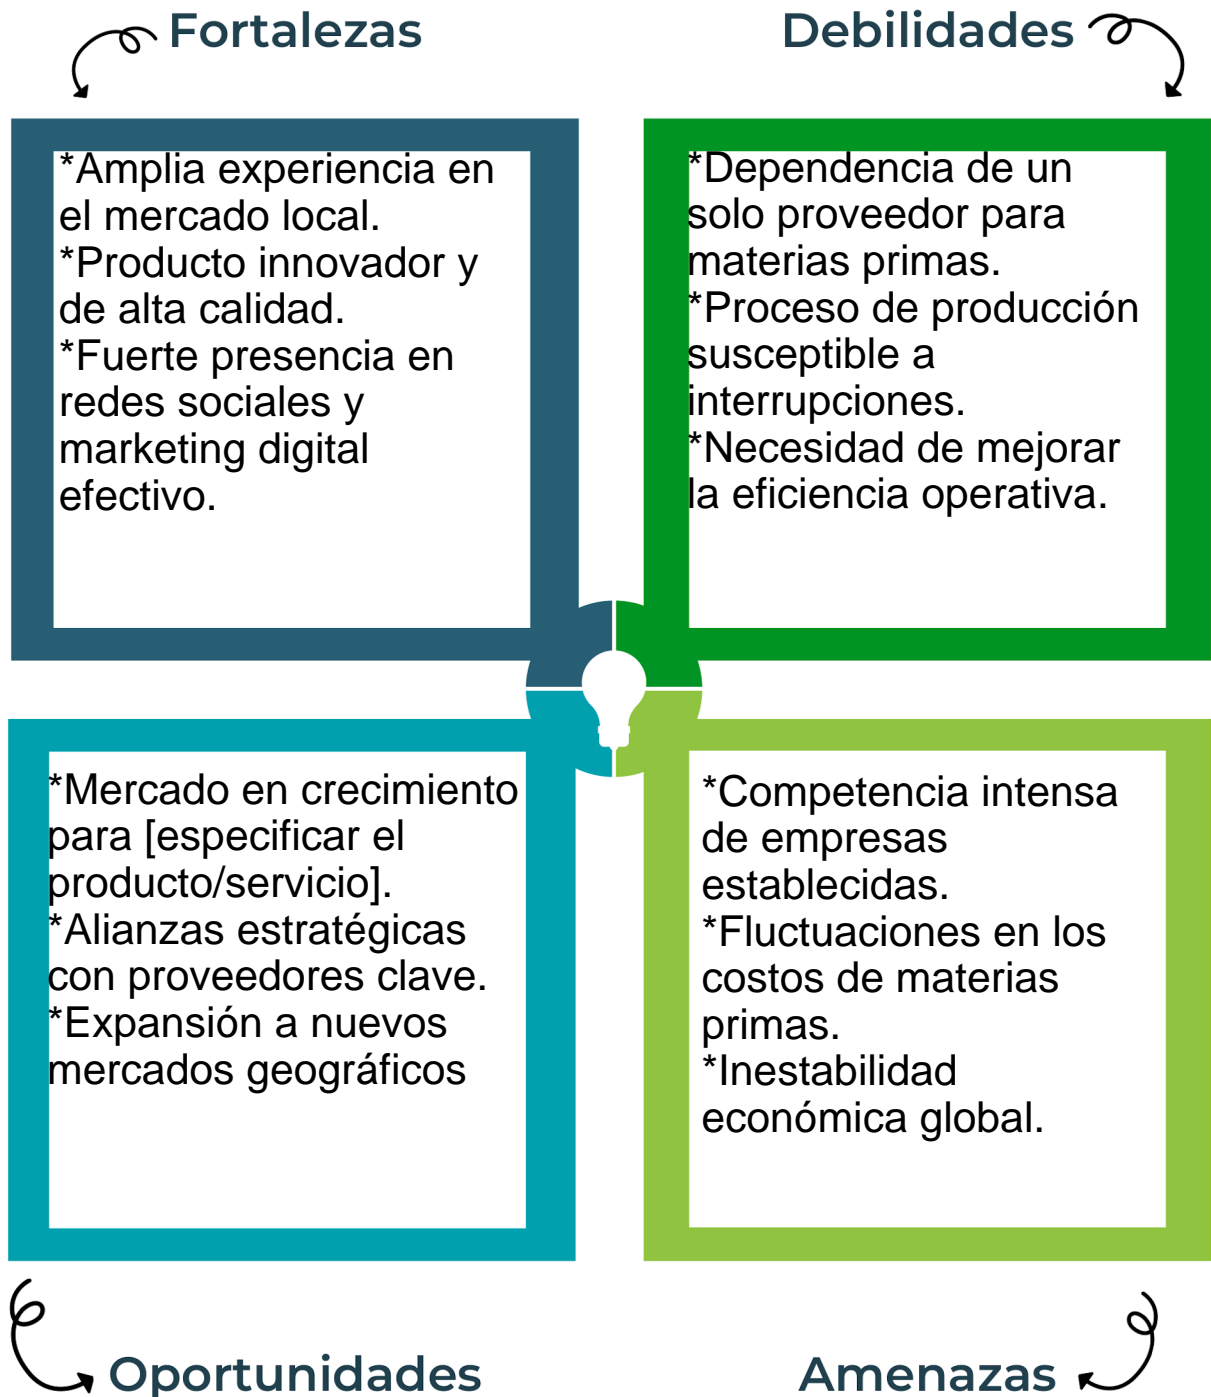 Fortalezas
*Amplia experiencia en
el mercado local.
*Producto innovador y
de alta calidad.
*Fuerte presencia en
redes sociales y
marketing digital
efectivo.
Debilidades
*Dependencia de un
solo proveedor para
materias primas.
*Proceso de producción
susceptible a
interrupciones.
*Necesidad de mejorar
la eficiencia operativa.
*Mercado en crecimiento
para [especificar el
producto/servicio].
*Alianzas estratégicas
con proveedores clave.
*Expansión a nuevos
mercados geográficos
Oportunidades
*Competencia intensa
de empresas
establecidas.
*Fluctuaciones en los
costos de materias
primas.
*Inestabilidad
económica global.
Amenazas